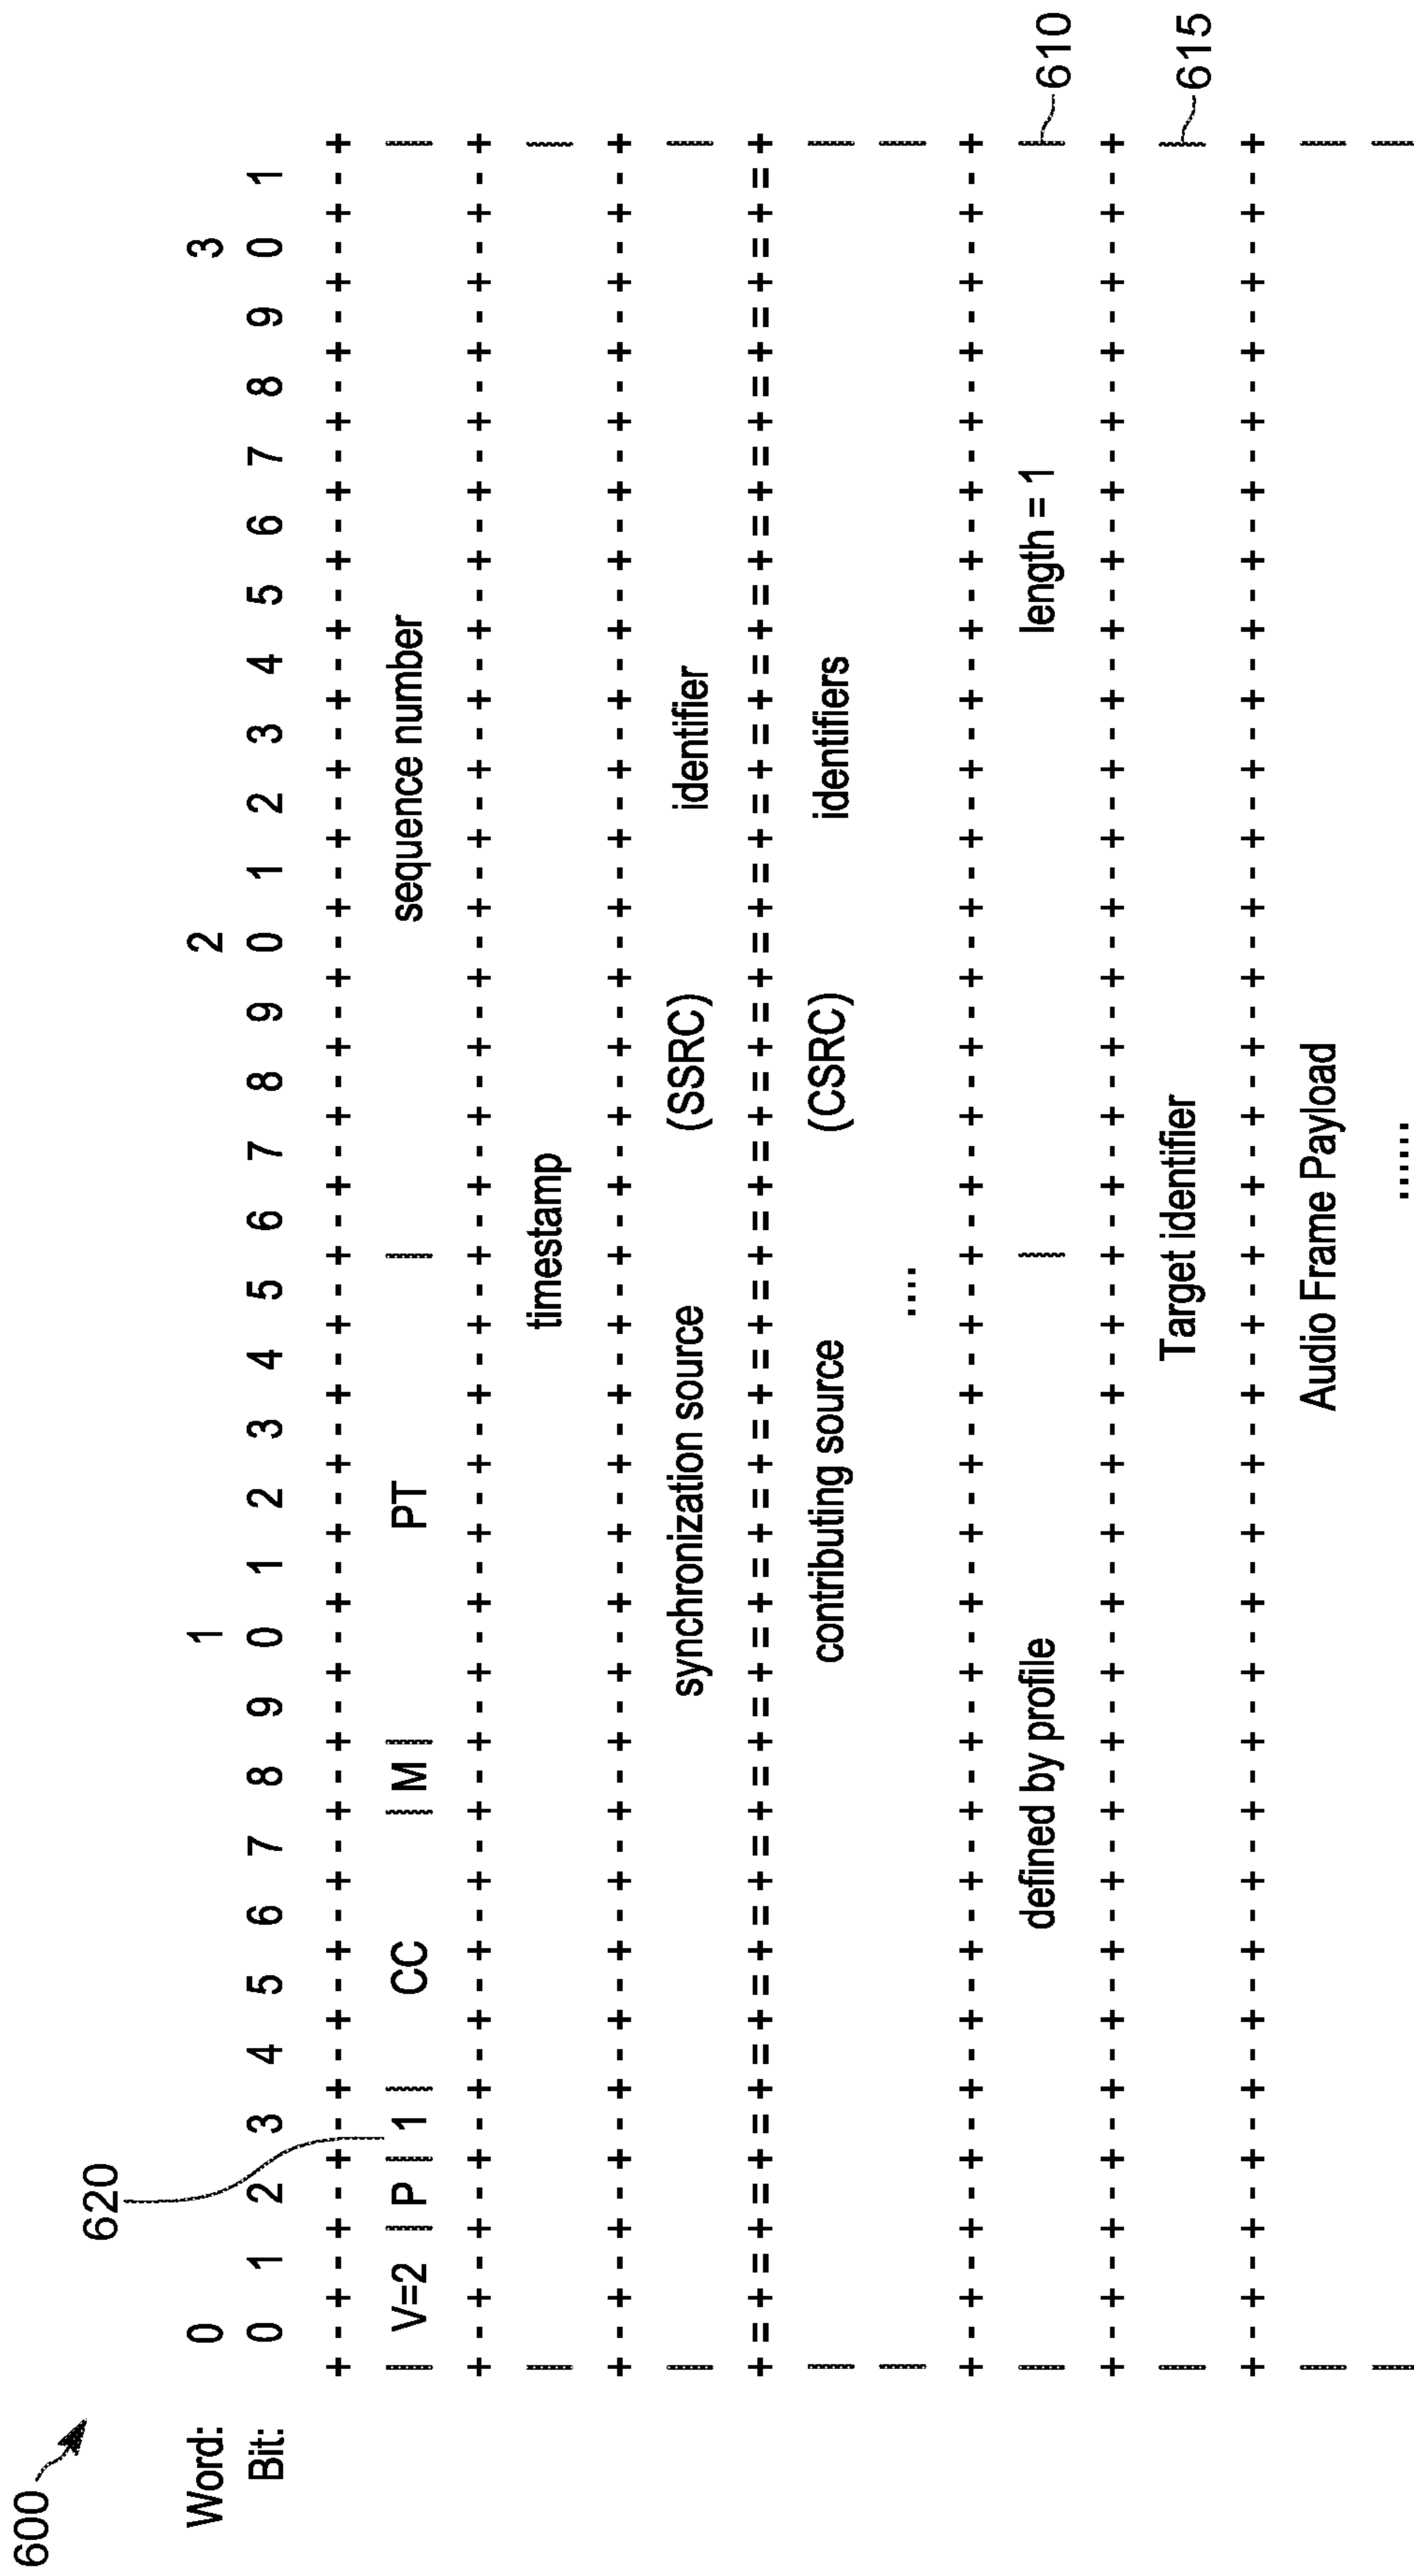 600
620
Word: 0 1 2 3
Bit: 0 1 2 3 4 5 6 7 8 9 0 1 2 3 4 5 6 7 8 9 0 1 2 3 4 5 6 7 8 9 0 1
+-+-+-+-+-+-+-+-+-+-+-+-+-+-+-+-+-+-+-+-+-+-+-+-+-+-+-+-+-+-+-+-+
| V=2 | P | 1 | CC | M | PT | sequence number |
+-+-+-+-+-+-+-+-+-+-+-+-+-+-+-+-+-+-+-+-+-+-+-+-+-+-+-+-+-+-+-+-+
| timestamp |
+-+-+-+-+-+-+-+-+-+-+-+-+-+-+-+-+-+-+-+-+-+-+-+-+-+-+-+-+-+-+-+-+
| synchronization source (SSRC) identifier |
+=+=+=+=+=+=+=+=+=+=+=+=+=+=+=+=+=+=+=+=+=+=+=+=+=+=+=+=+=+=+=+=+
| contributing source (CSRC) identifiers |
| .... |
+-+-+-+-+-+-+-+-+-+-+-+-+-+-+-+-+-+-+-+-+-+-+-+-+-+-+-+-+-+-+-+-+
| defined by profile | length = 1 | 610
+-+-+-+-+-+-+-+-+-+-+-+-+-+-+-+-+-+-+-+-+-+-+-+-+-+-+-+-+-+-+-+-+
| Target identifier | 615
+-+-+-+-+-+-+-+-+-+-+-+-+-+-+-+-+-+-+-+-+-+-+-+-+-+-+-+-+-+-+-+-+
| Audio Frame Payload |
| ...... |